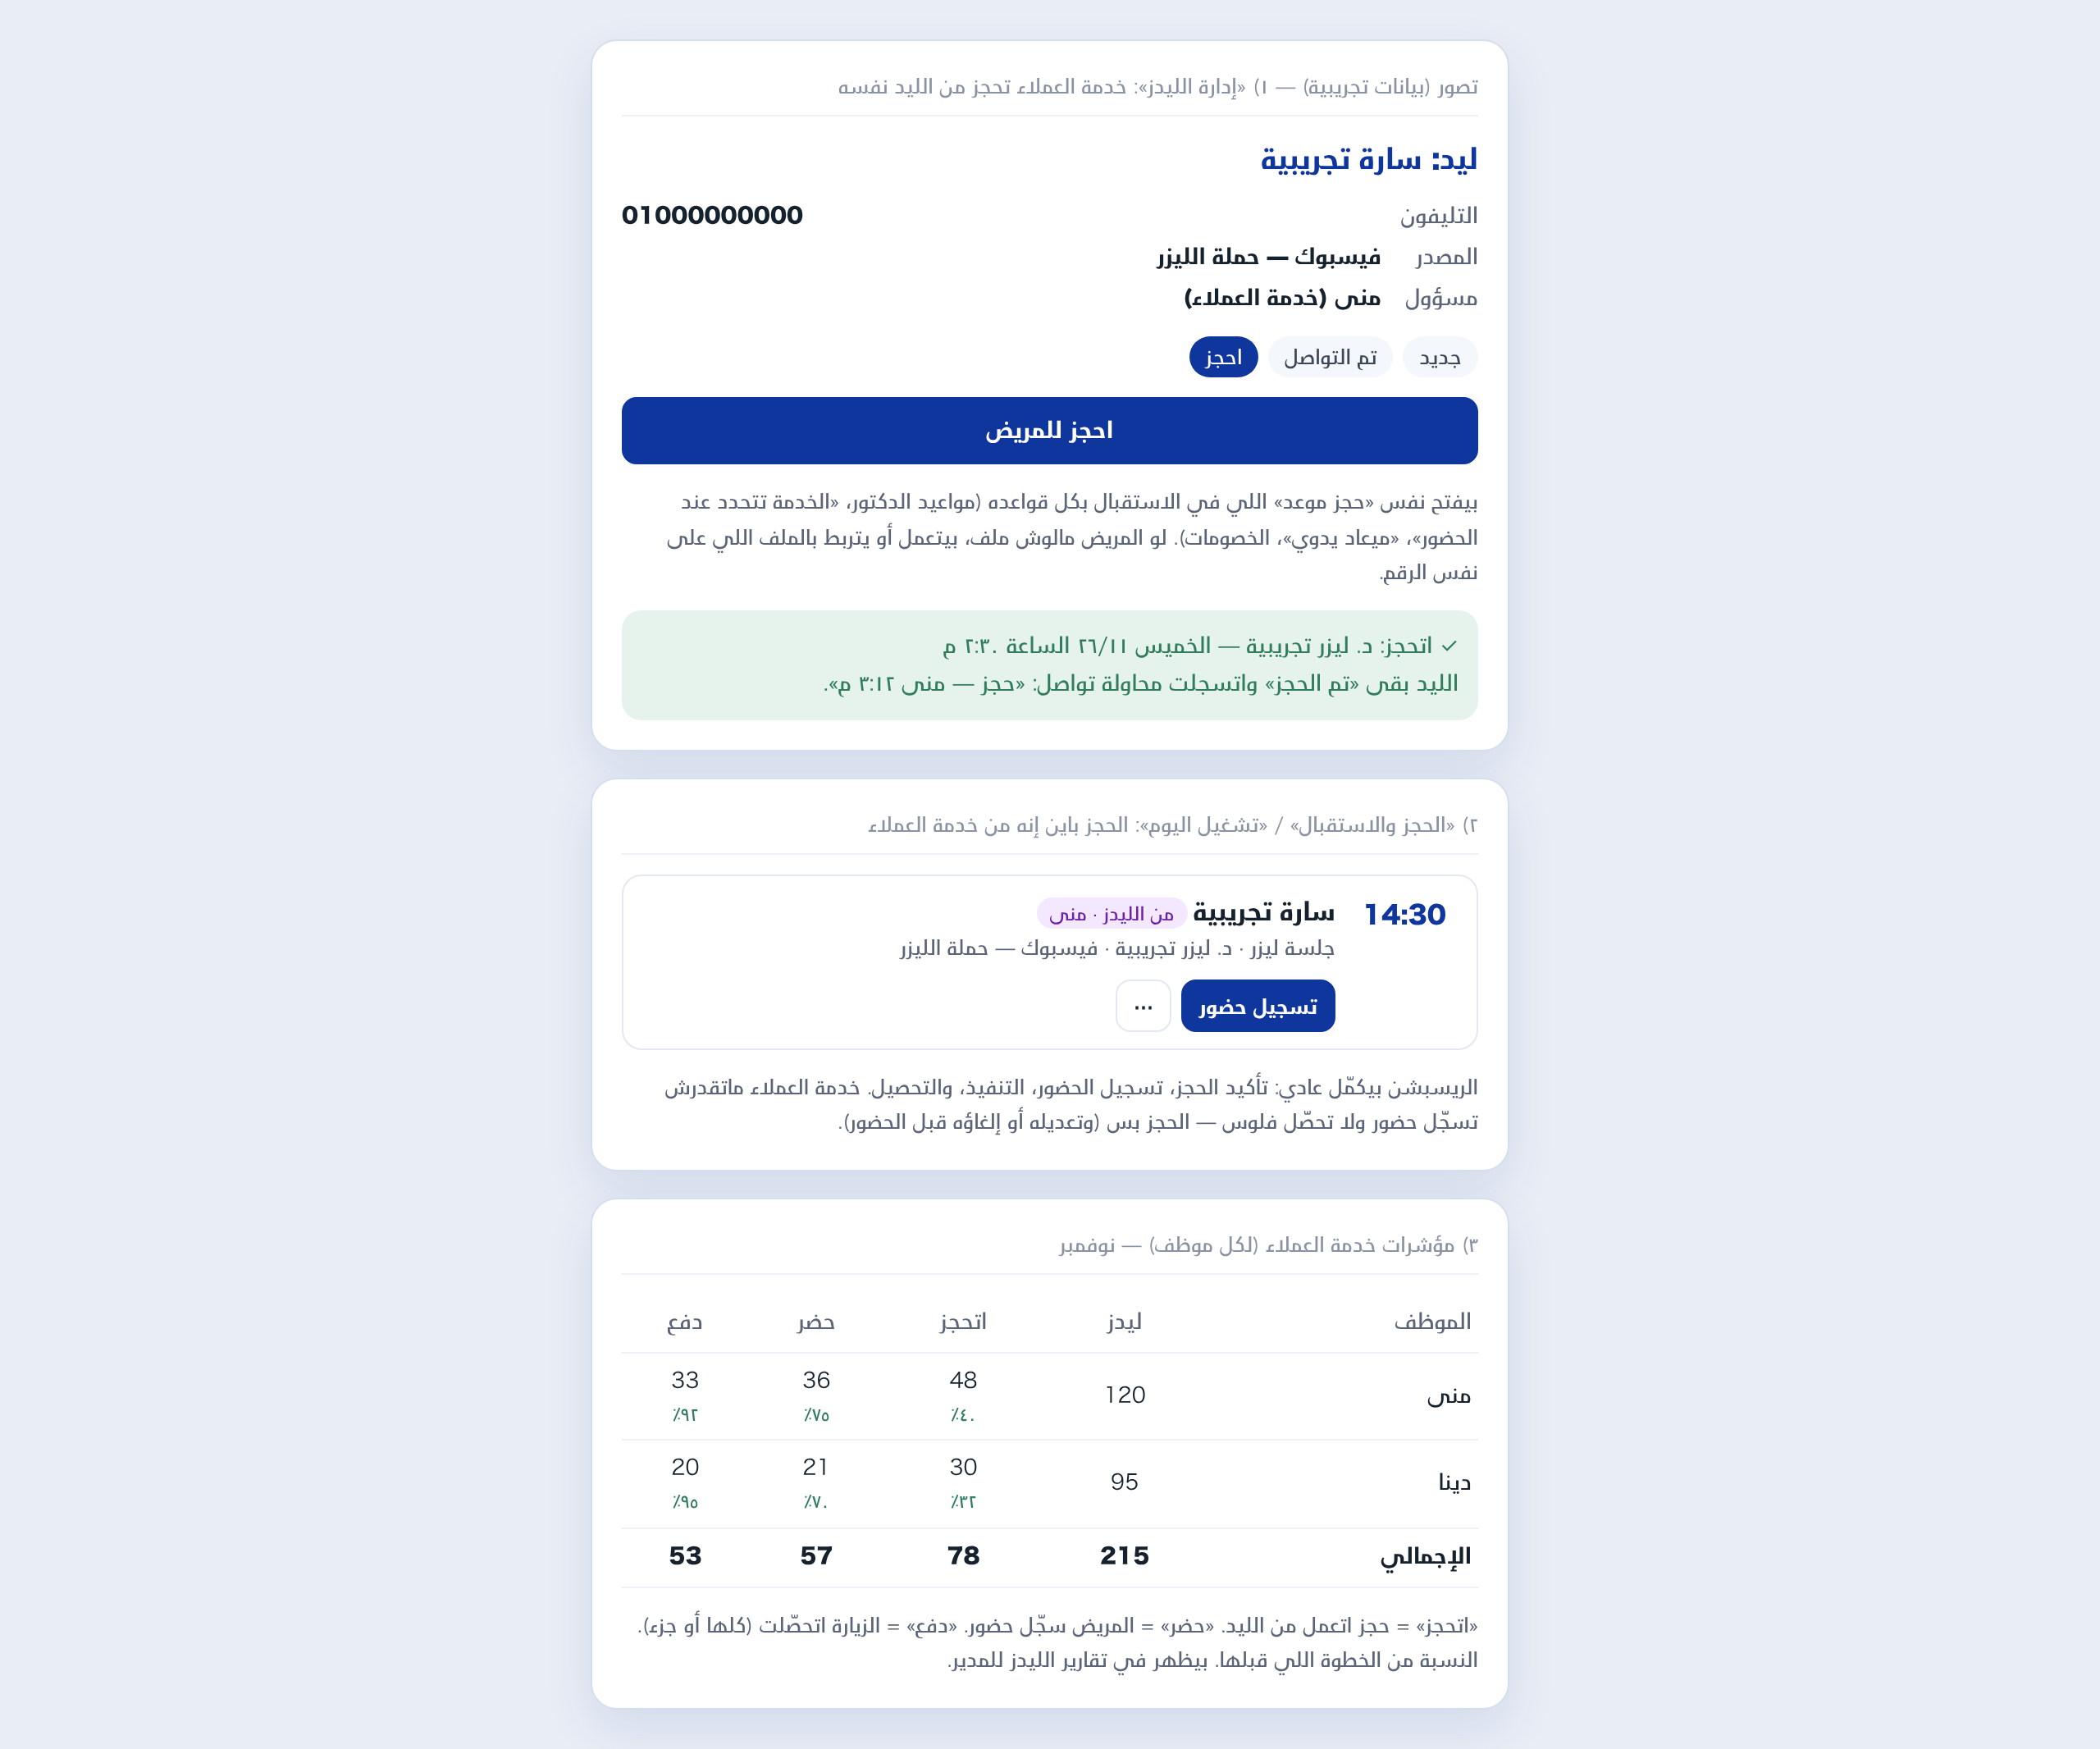 تصور (بيانات تجريبية) — ١) «إدارة الليدز»: خدمة العملاء تحجز من الليد نفسه
ليد: سارة تجريبية
التليفون 01000000000
المصدر فيسبوك — حملة الليزر
مسؤول منى (خدمة العملاء)
جديد تم التواصل احجز
احجز للمريض
بيفتح نفس «حجز موعد» اللي في الاستقبال بكل قواعده (مواعيد الدكتور، «الخدمة تتحدد عند
الحضور»، «ميعاد يدوي»، الخصومات). لو المريض مالوش ملف، بيتعمل أو يتربط بالملف اللي على
نفس الرقم.
✓ اتحجز: د. ليزر تجريبية — الخميس ٢٦/١١ الساعة ٢:٣٠ م
الليد بقى «تم الحجز» واتسجلت محاولة تواصل: «حجز — منى ٣:١٢ م».
٢) «الحجز والاستقبال» / «تشغيل اليوم»: الحجز باين إنه من خدمة العملاء
14:30 سارة تجريبية من الليدز · منى
جلسة ليزر · د. ليزر تجريبية · فيسبوك — حملة الليزر
تسجيل حضور ...
الريسبشن بيكمّل عادي: تأكيد الحجز، تسجيل الحضور، التنفيذ، والتحصيل. خدمة العملاء ماتقدرش
تسجّل حضور ولا تحصّل فلوس — الحجز بس (وتعديله أو إلغاؤه قبل الحضور).
٣) مؤشرات خدمة العملاء (لكل موظف) — نوفمبر
الموظف ليدز اتحجز حضر دفع
منى 120 48 36 33
٤٠٪ ٧٥٪ ٩٢٪
دينا 95 30 21 20
٣٢٪ ٧٠٪ ٩٥٪
الإجمالي 215 78 57 53
«اتحجز» = حجز اتعمل من الليد. «حضر» = المريض سجّل حضور. «دفع» = الزيارة اتحصّلت (كلها أو جزء).
النسبة من الخطوة اللي قبلها. بيظهر في تقارير الليدز للمدير.